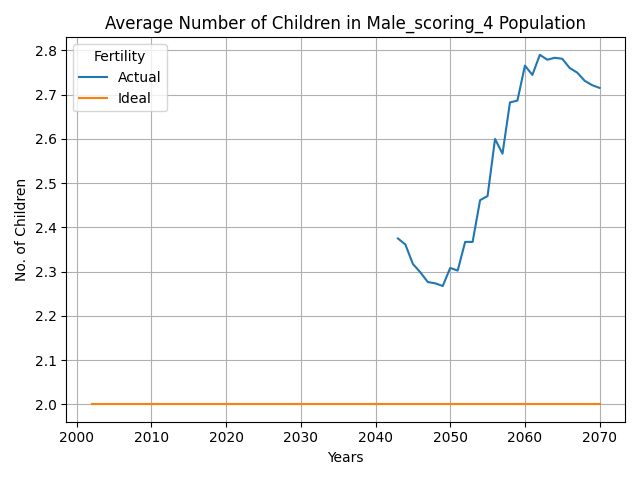 Average Number of Children in Male_scoring_4 Population
Fertility
Actual
Ideal
2.8
2.7
2.6
2.5
2.4
2.3
2.2
2.1
2.0
No. of Children
2000 2010 2020 2030 2040 2050 2060 2070
Years